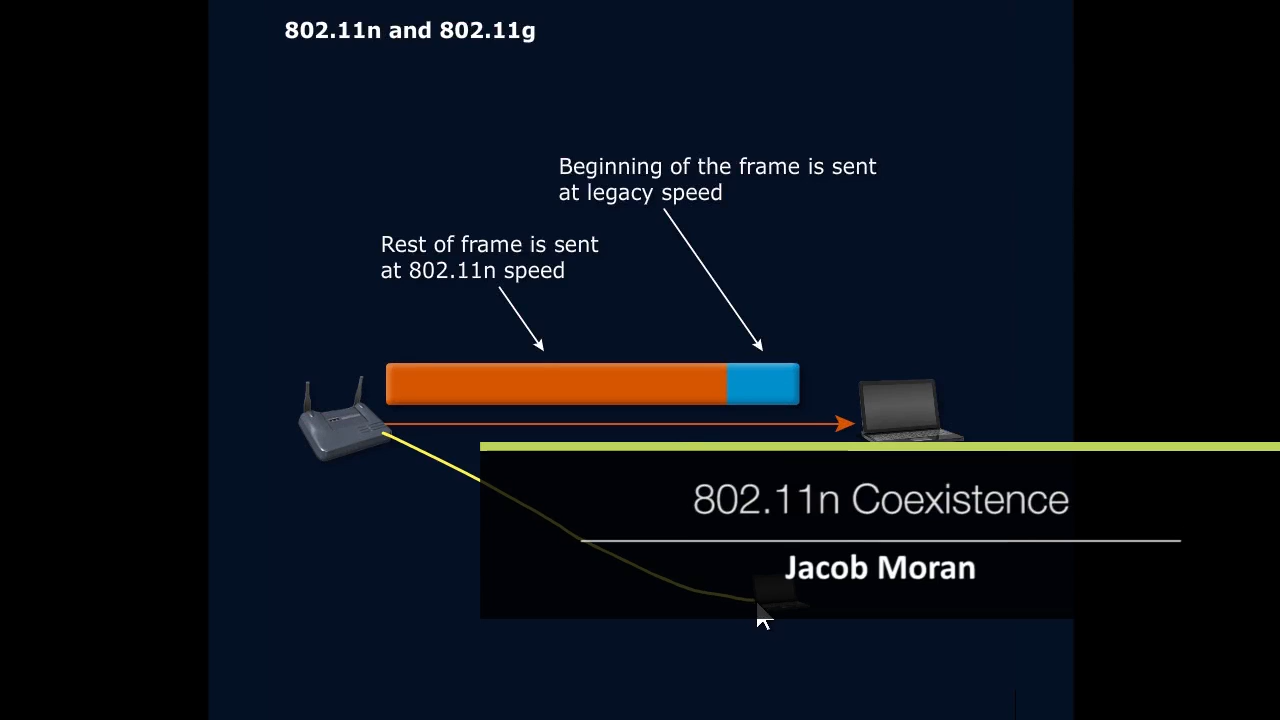 802.11n and 802.11g
Beginning of the frame is sent
at legacy speed
Rest of frame is sent
at 802.11n speed
802.11n Coexistence
Jacob Moran